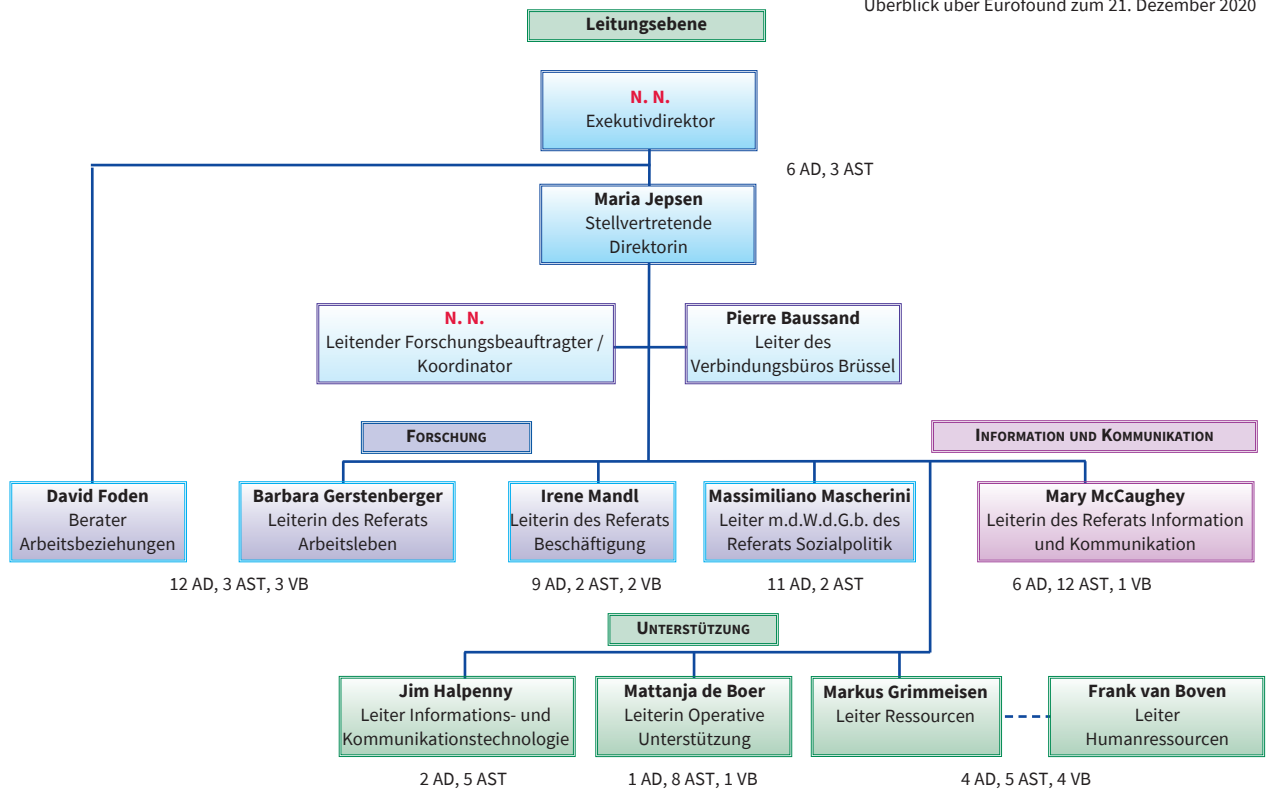 Überblick über Eurofound zum 21. Dezember 2020
Leitungsebene
N. N.
Exekutivdirektor
6 AD, 3 AST
Maria Jepsen
Stellvertretende
Direktorin
N. N.
Leitender Forschungsbeauftragter /
Koordinator
Pierre Baussand
Leiter des
Verbindungsbüros Brüssel
FORSCHUNG
INFORMATION UND KOMMUNIKATION
David Foden
Berater
Arbeitsbeziehungen
Barbara Gerstenberger
Leiterin des Referats
Arbeitsleben
Irene Mandl
Leiterin des Referats
Beschäftigung
Massimiliano Mascherini
Leiter m.d.W.d.G.b. des
Referats Sozialpolitik
Mary McCaughey
Leiterin des Referats Information
und Kommunikation
12 AD, 3 AST, 3 VB
9 AD, 2 AST, 2 VB
11 AD, 2 AST
6 AD, 12 AST, 1 VB
UNTERSTÜTZUNG
Jim Halpenny
Leiter Informations- und
Kommunikationstechnologie
Mattanja de Boer
Leiterin Operative
Unterstützung
Markus Grimmeisen
Leiter Ressourcen
Frank van Boven
Leiter
Humanressourcen
2 AD, 5 AST
1 AD, 8 AST, 1 VB
4 AD, 5 AST, 4 VB